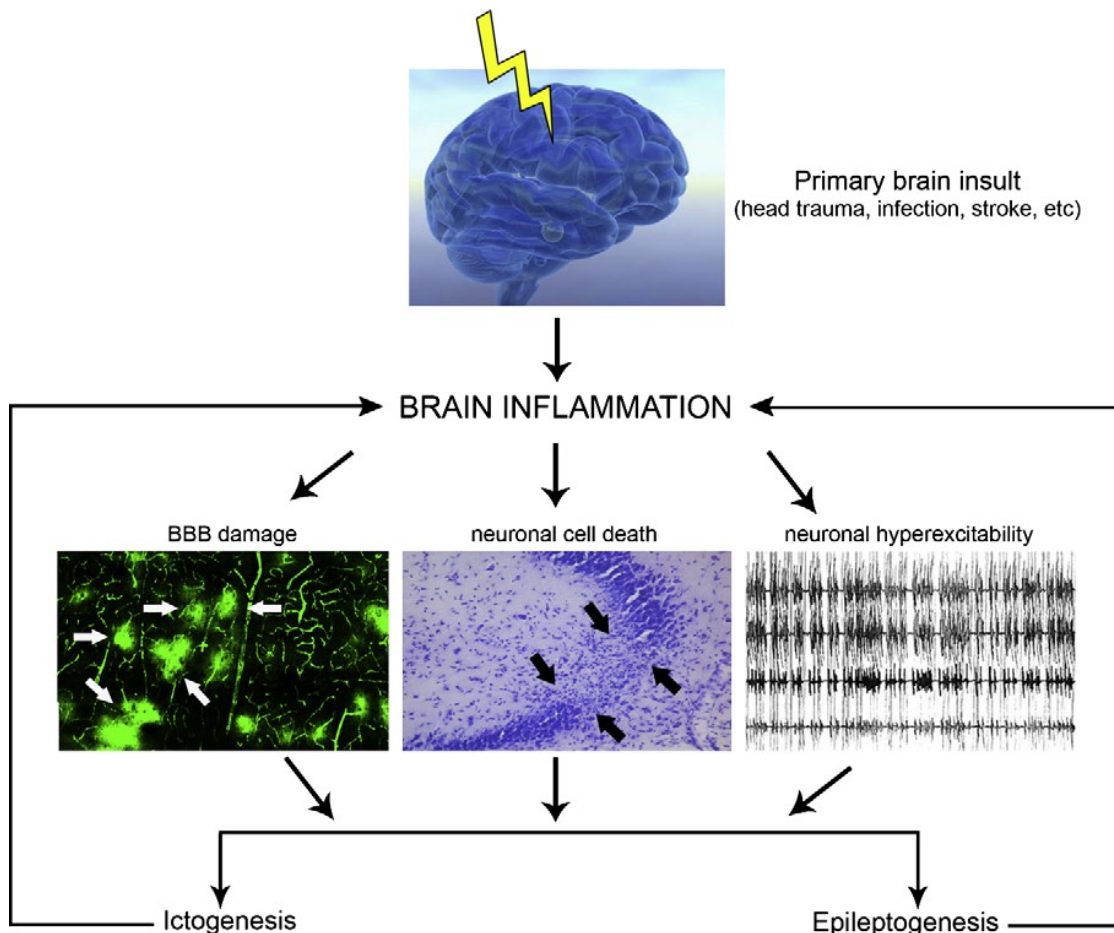 Primary brain insult
(head trauma, infection, stroke, etc)
BRAIN INFLAMMATION
BBB damage
neuronal cell death
neuronal hyperexcitability
Ictogenesis
Epileptogenesis